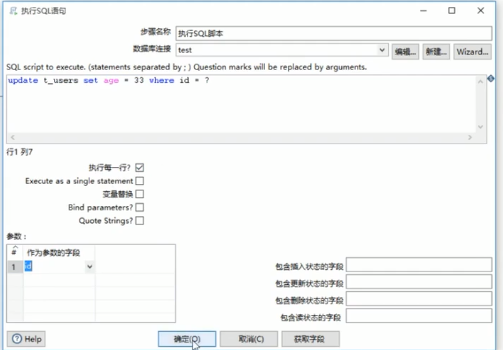 执行SQL语句
步骤名称 执行SQL脚本
数据库连接 test 编辑... 新建... Wizard...
SQL script to execute. (statements separated by ; ) Question marks will be replaced by arguments.
update t_users set age = 33 where id = ?
行1 列7
执行每一行?
Execute as a single statement
变量替换
Bind parameters?
Quote Strings?
参数:
# 作为参数的字段
1 id
包含插入状态的字段
包含更新状态的字段
包含删除状态的字段
包含读状态的字段
Help 确定(O) 取消(C) 获取字段